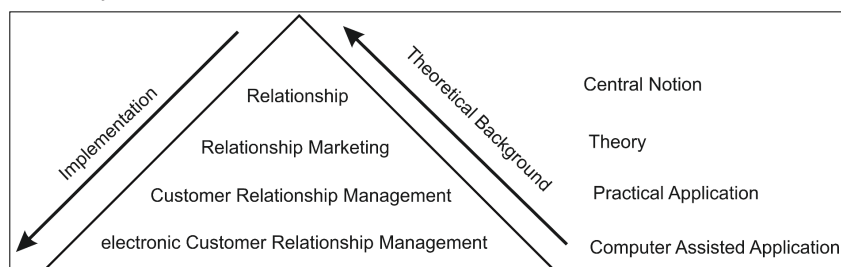 Implementation
Theoretical Background
Relationship
Central Notion
Relationship Marketing
Theory
Customer Relationship Management
Practical Application
electronic Customer Relationship Management
Computer Assisted Application